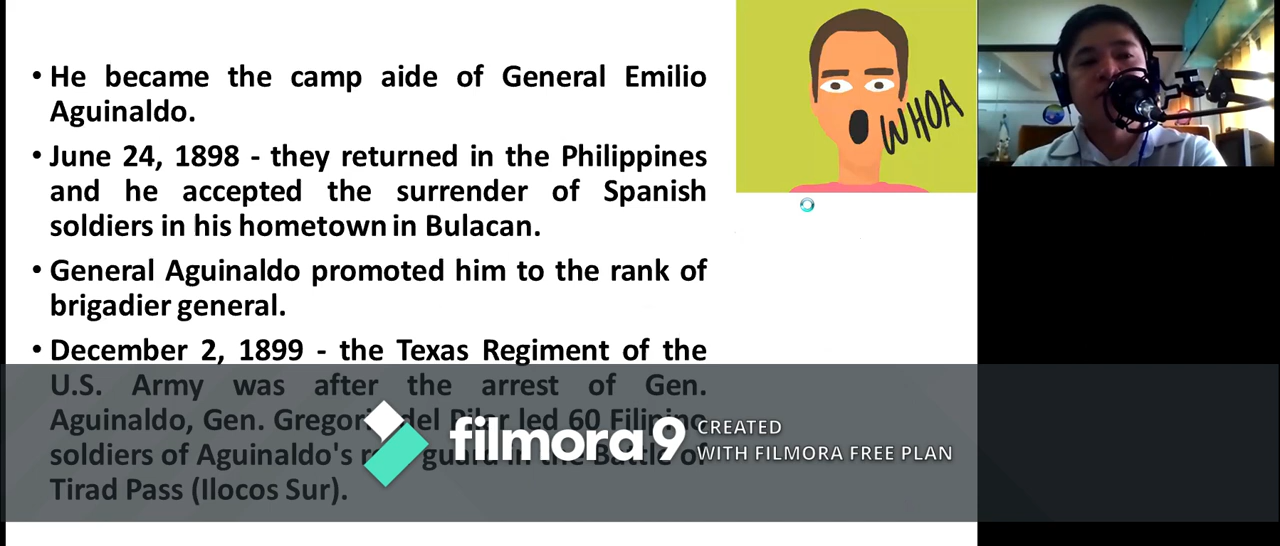 • He became the camp aide of General Emilio
Aguinaldo.
• June 24, 1898 - they returned in the Philippines
and he accepted the surrender of Spanish
soldiers in his hometown in Bulacan.
• General Aguinaldo promoted him to the rank of
brigadier general.
• December 2, 1899 - the Texas Regiment of the
U.S. Army was after the arrest of Gen.
Aguinaldo, Gen. Gregorio del Pilar led 60 Filipino
soldiers of Aguinaldo's rear guard in the Battle of
Tirad Pass (Ilocos Sur).
WHOA
filmora9
CREATED
WITH FILMORA FREE PLAN